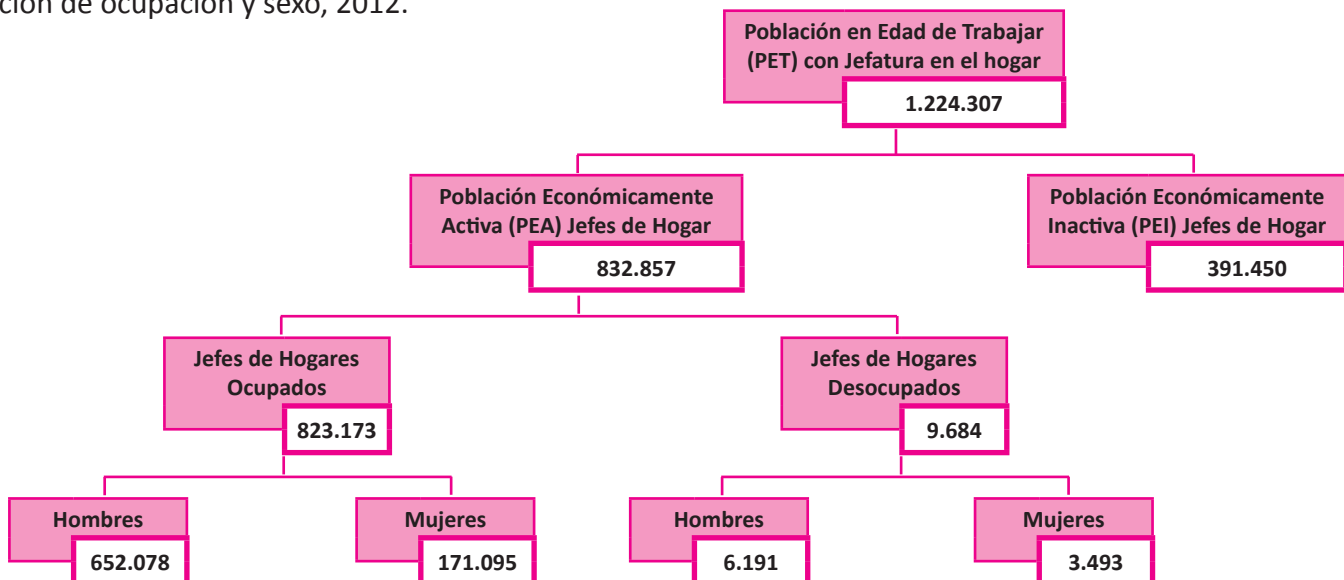 ción de ocupación y sexo, 2012.
Población en Edad de Trabajar
(PET) con Jefatura en el hogar
1.224.307
Población Económicamente
Activa (PEA) Jefes de Hogar
832.857
Población Económicamente
Inactiva (PEI) Jefes de Hogar
391.450
Jefes de Hogares
Ocupados
823.173
Jefes de Hogares
Desocupados
9.684
Hombres
652.078
Mujeres
171.095
Hombres
6.191
Mujeres
3.493